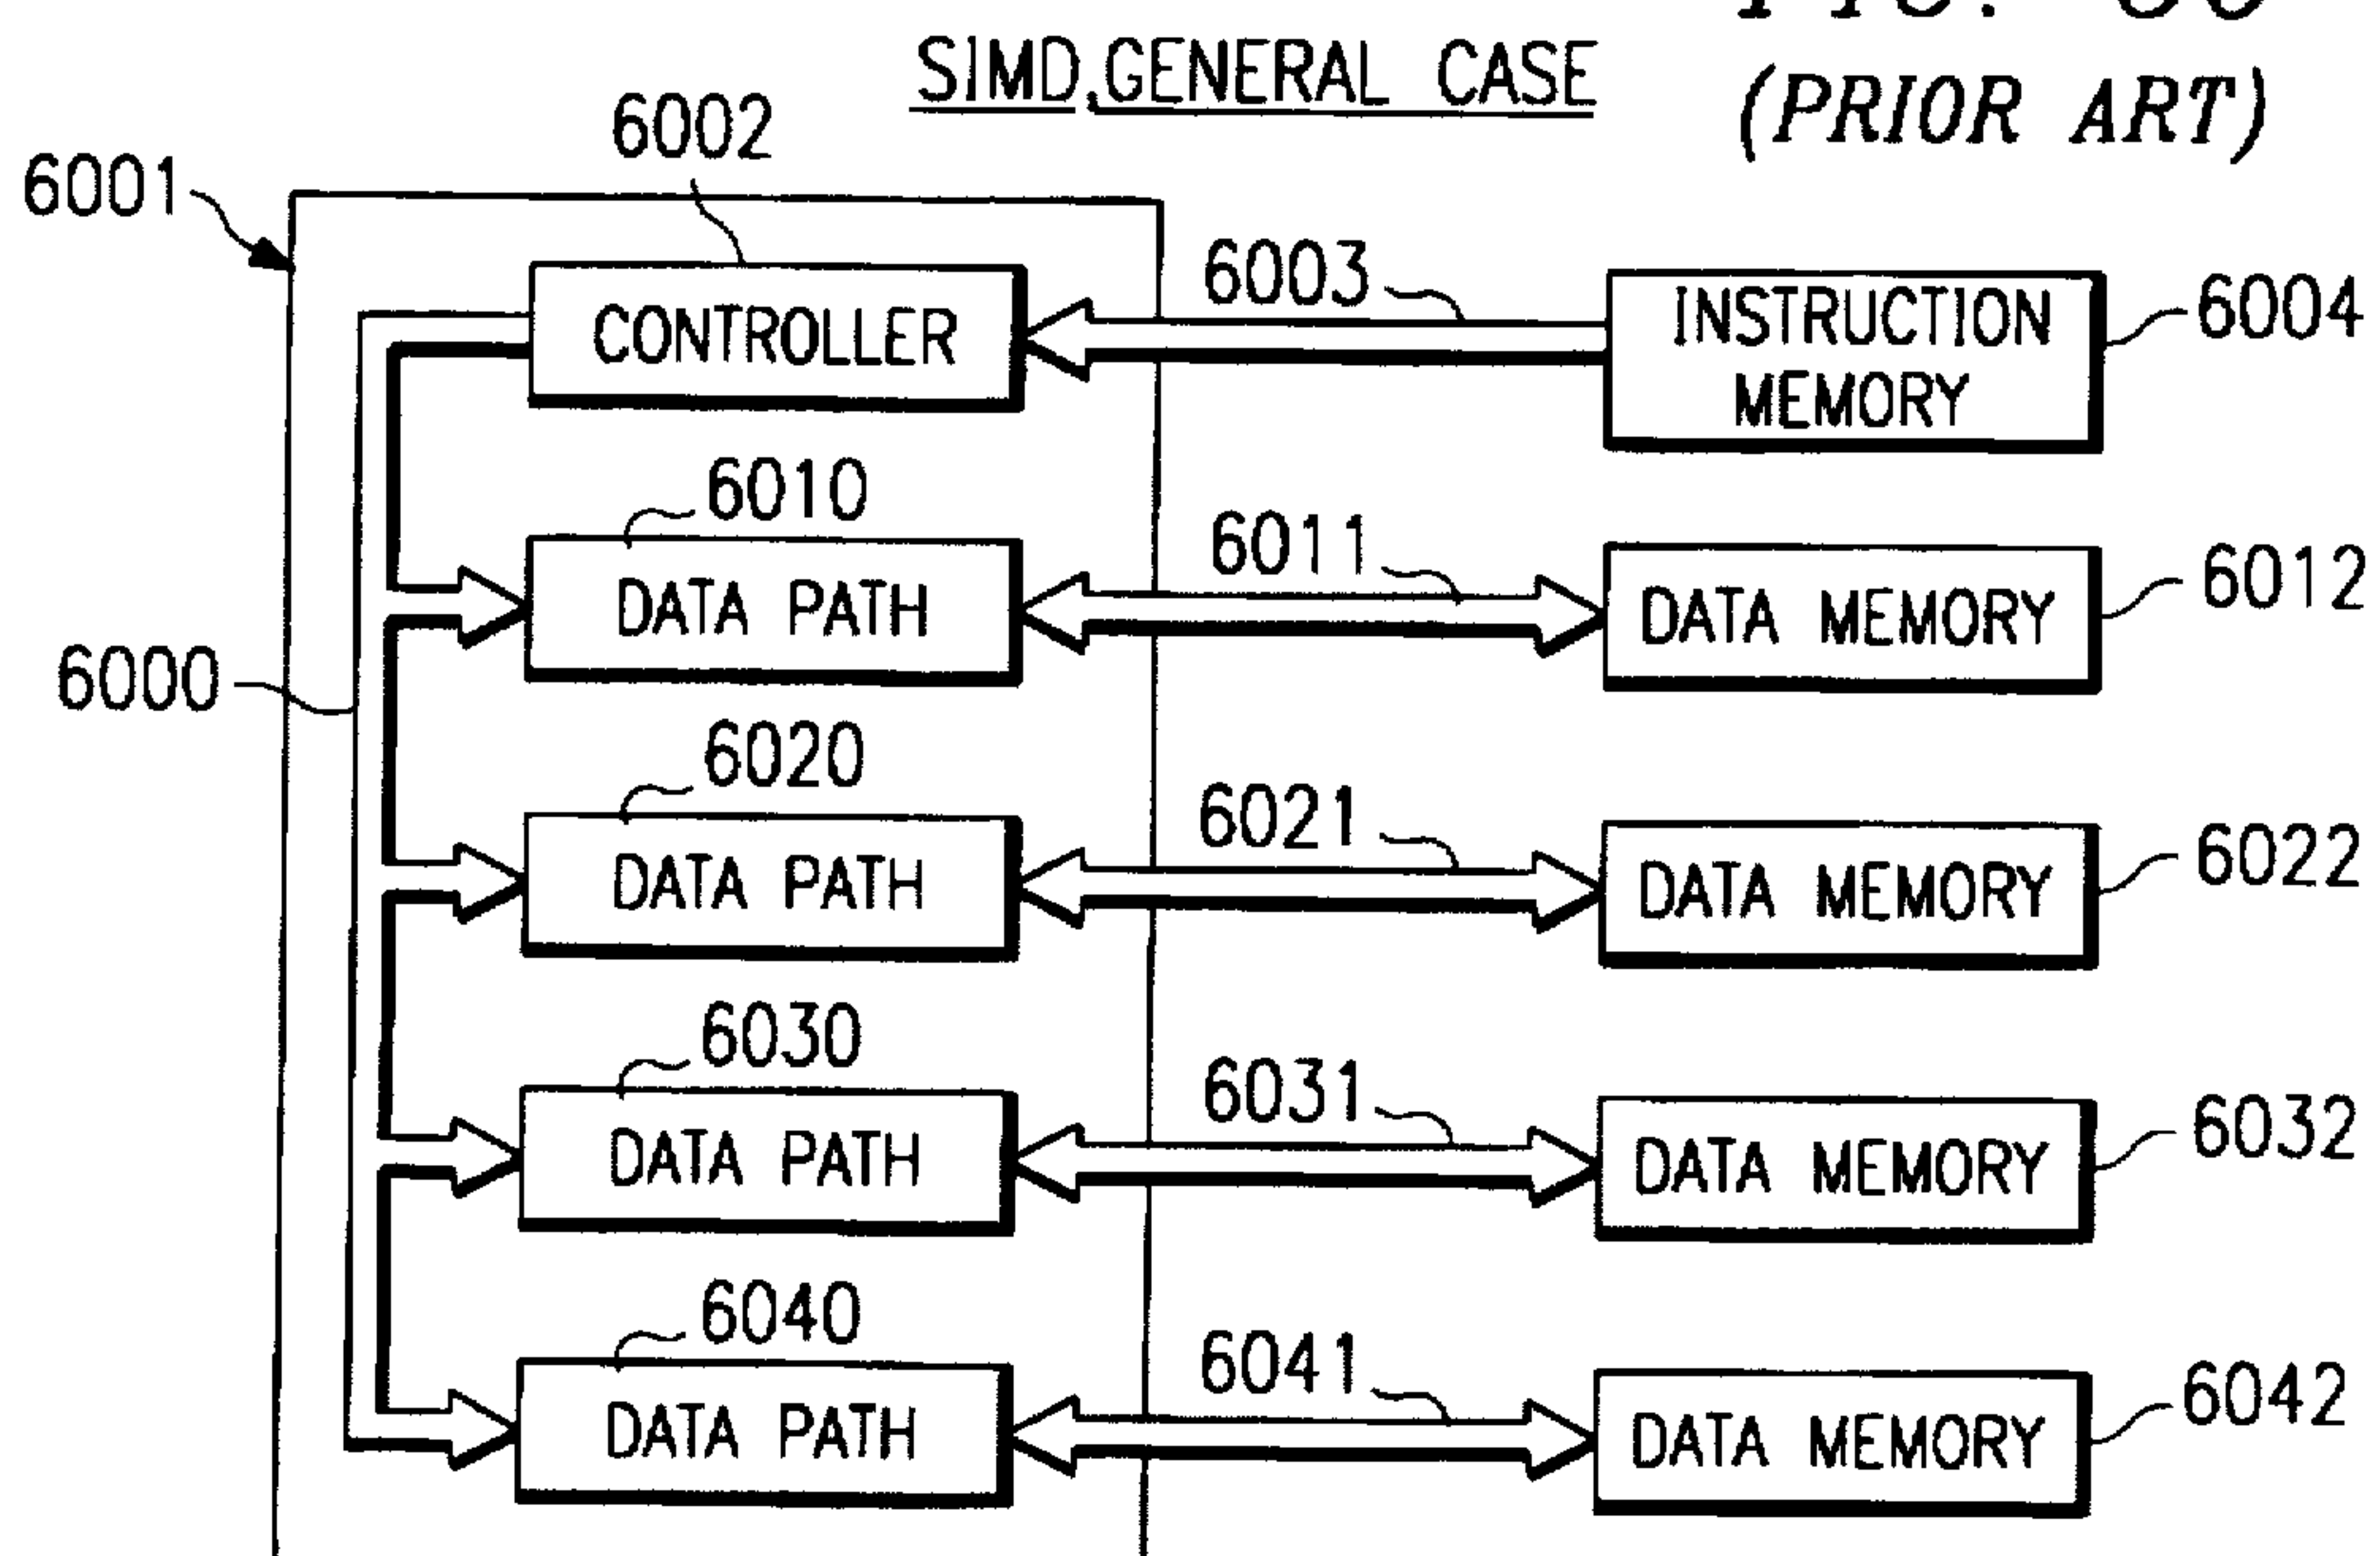 SIMD, GENERAL CASE
(PRIOR ART)
6001
6002
6003
CONTROLLER
INSTRUCTION
MEMORY
6004
6010
6011
DATA PATH
DATA MEMORY
6012
6000
6020
6021
DATA PATH
DATA MEMORY
6022
6030
6031
DATA PATH
DATA MEMORY
6032
6040
6041
DATA PATH
DATA MEMORY
6042